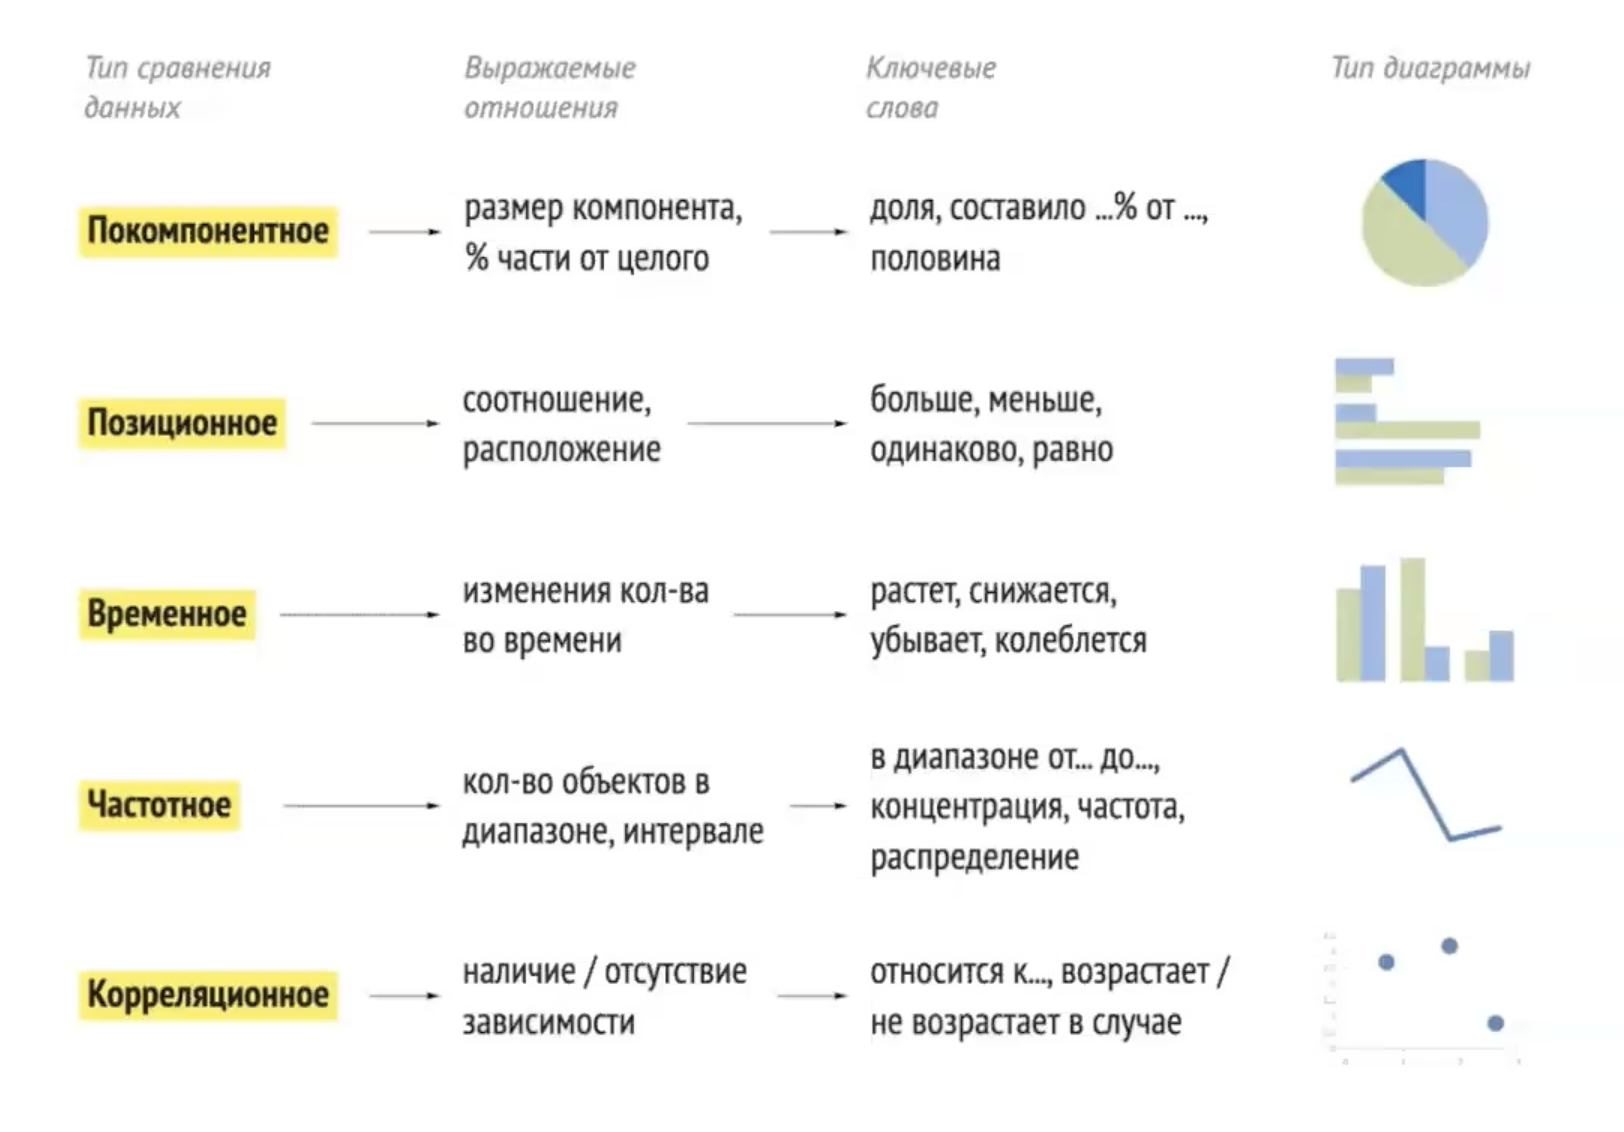 Тип сравнения
данных
Выражаемые
отношения
Ключевые
слова
Тип диаграммы
Покомпонентное
размер компонента,
% части от целого
доля, составило ...% от ...,
половина
Позиционное
соотношение,
расположение
больше, меньше,
одинаково, равно
Временное
изменения кол-ва
во времени
растет, снижается,
убывает, колеблется
Частотное
кол-во объектов в
диапазоне, интервале
в диапазоне от... до...,
концентрация, частота,
распределение
Корреляционное
наличие / отсутствие
зависимости
относится к..., возрастает /
не возрастает в случае